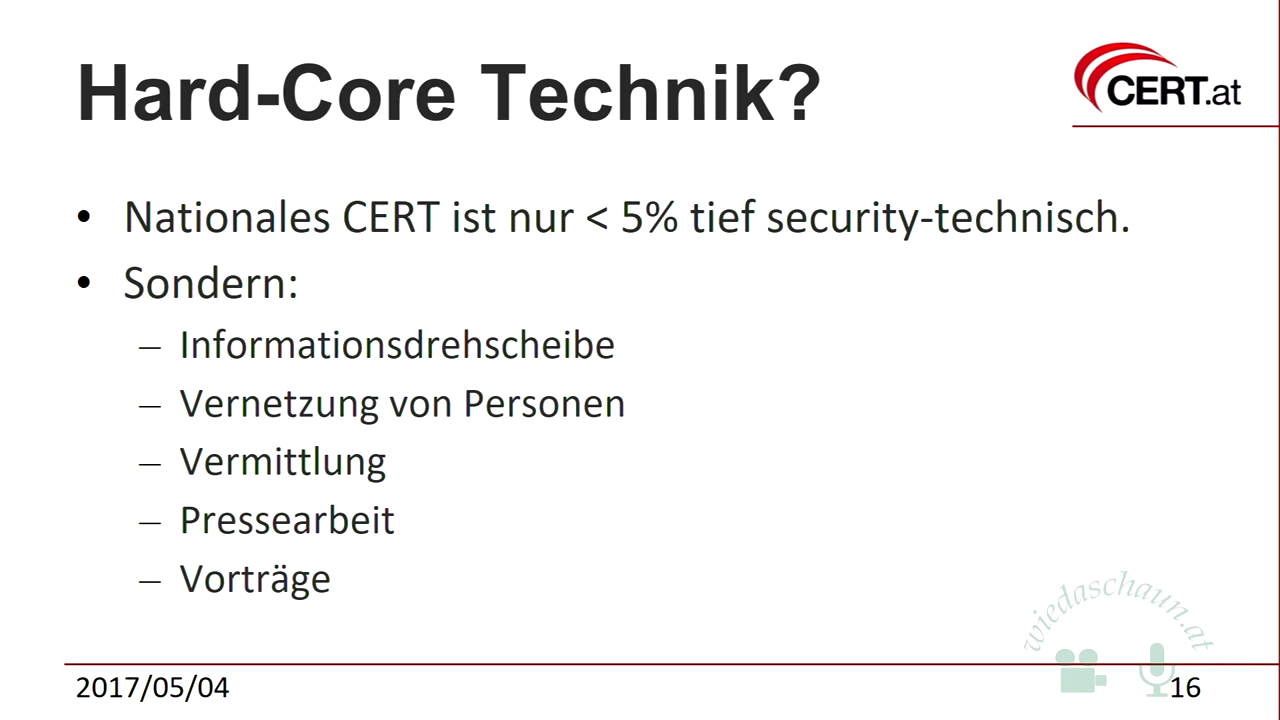 Hard-Core Technik?
CERT.at
• Nationales CERT ist nur < 5% tief security-technisch.
• Sondern:
– Informationsdrehscheibe
– Vernetzung von Personen
– Vermittlung
– Pressearbeit
– Vorträge
wiedaschaun.at
2017/05/04
16